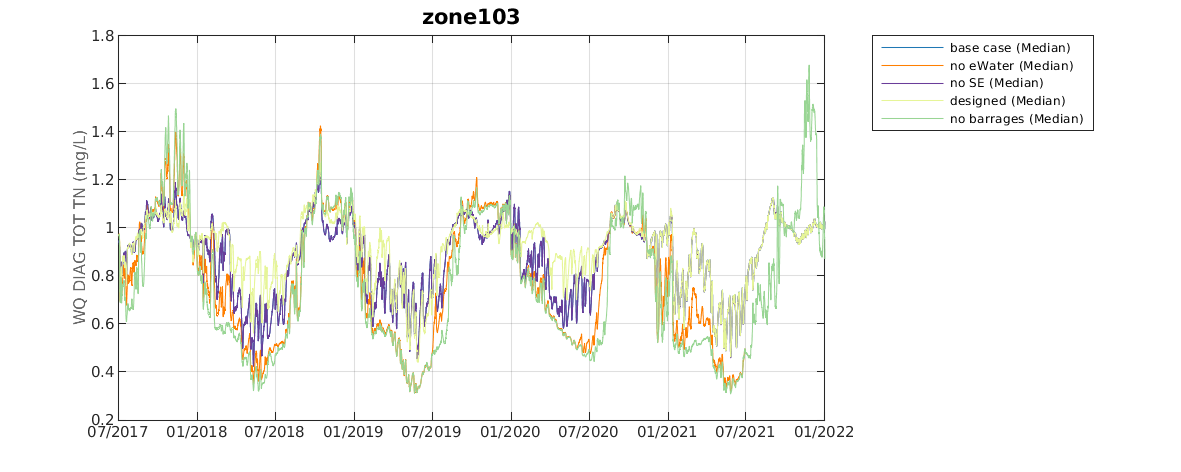 zone103
WQ DIAG TOT TN (mg/L)
1.8
1.6
1.4
1.2
1
0.8
0.6
0.4
0.2
07/2017 01/2018 07/2018 01/2019 07/2019 01/2020 07/2020 01/2021 07/2021 01/2022
base case (Median)
no eWater (Median)
no SE (Median)
designed (Median)
no barrages (Median)